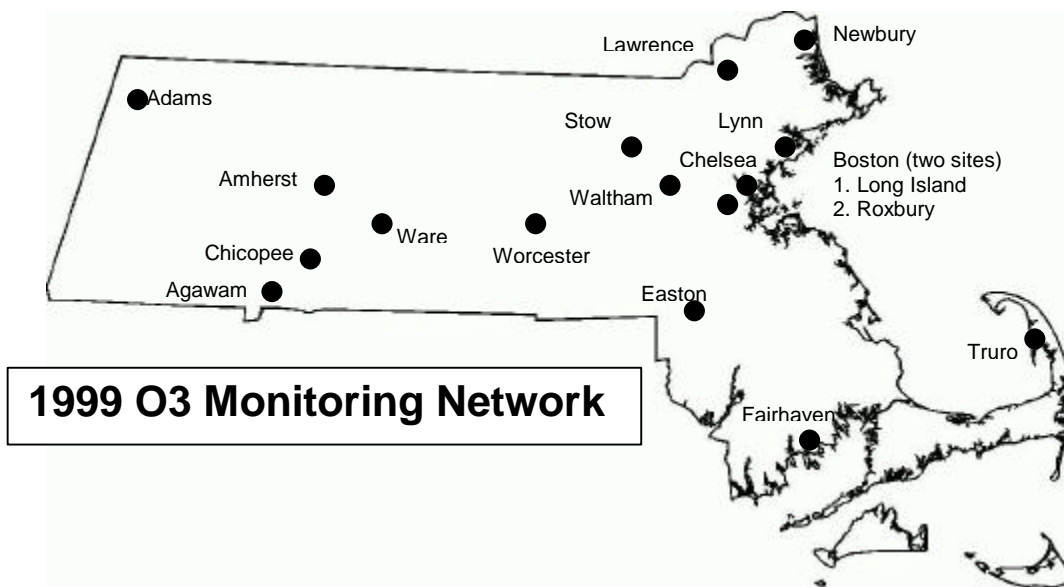 Lawrence
Newbury
Adams
Stow
Lynn
Chelsea
Boston (two sites)
1. Long Island
2. Roxbury
Amherst
Waltham
Ware
Worcester
Chicopee
Agawam
Easton
Truro
1999 O3 Monitoring Network
Fairhaven